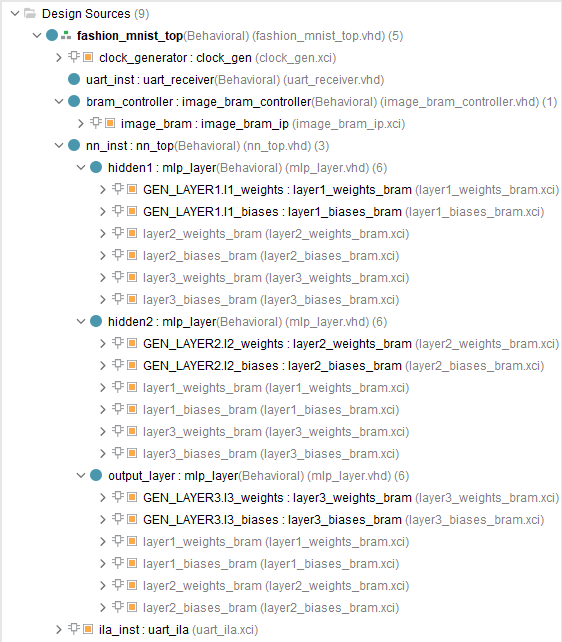 Design Sources (9)
fashion_mnist_top(Behavioral) (fashion_mnist_top.vhd) (5)
clock_generator : clock_gen (clock_gen.xci)
uart_inst : uart_receiver(Behavioral) (uart_receiver.vhd)
bram_controller : image_bram_controller(Behavioral) (image_bram_controller.vhd) (1)
image_bram : image_bram_ip (image_bram_ip.xci)
nn_inst : nn_top(Behavioral) (nn_top.vhd) (3)
hidden1 : mlp_layer(Behavioral) (mlp_layer.vhd) (6)
GEN_LAYER1.l1_weights : layer1_weights_bram (layer1_weights_bram.xci)
GEN_LAYER1.l1_biases : layer1_biases_bram (layer1_biases_bram.xci)
layer2_weights_bram (layer2_weights_bram.xci)
layer2_biases_bram (layer2_biases_bram.xci)
layer3_weights_bram (layer3_weights_bram.xci)
layer3_biases_bram (layer3_biases_bram.xci)
hidden2 : mlp_layer(Behavioral) (mlp_layer.vhd) (6)
GEN_LAYER2.l2_weights : layer2_weights_bram (layer2_weights_bram.xci)
GEN_LAYER2.l2_biases : layer2_biases_bram (layer2_biases_bram.xci)
layer1_weights_bram (layer1_weights_bram.xci)
layer1_biases_bram (layer1_biases_bram.xci)
layer3_weights_bram (layer3_weights_bram.xci)
layer3_biases_bram (layer3_biases_bram.xci)
output_layer : mlp_layer(Behavioral) (mlp_layer.vhd) (6)
GEN_LAYER3.l3_weights : layer3_weights_bram (layer3_weights_bram.xci)
GEN_LAYER3.l3_biases : layer3_biases_bram (layer3_biases_bram.xci)
layer1_weights_bram (layer1_weights_bram.xci)
layer1_biases_bram (layer1_biases_bram.xci)
layer2_weights_bram (layer2_weights_bram.xci)
layer2_biases_bram (layer2_biases_bram.xci)
ila_inst : uart_ila (uart_ila.xci)